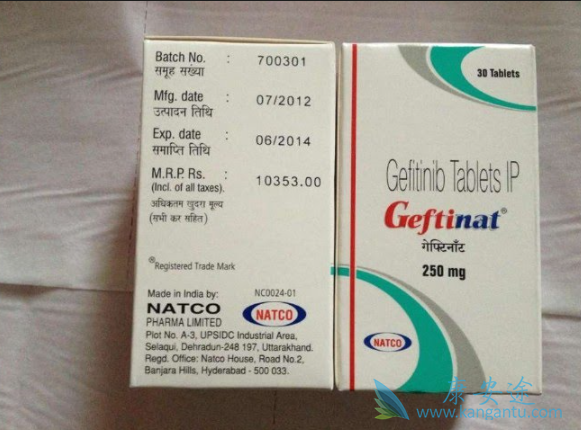 Batch No. : 700301
समूह सख्या
Mfg. date : 07/2012
उत्पादन तिथि
Exp. date : 06/2014
समाप्ति तिथि
M.R.P. Rs. : 10353.00
(Incl. of all taxes).
अधिकतम खुदरा मूल्य
(सभी कर सहित)
®Registered Trade Mark
Made in India by: NC0024-01
NATCO NATCO
PHARMA LIMITED
Plot No. A-3, UPSIDC Industrial Area,
Selaqui, Dehradun-248 197, Uttarakhand.
Regd. Office: Natco House, Road No.2,
Banjara Hills, Hyderabad - 500 033.
30 Tablets
Gefitinib Tablets IP
Geftinat®
गेफ्टिनॅाट
250 mg
NATCO
康安途
www.kangantu.com